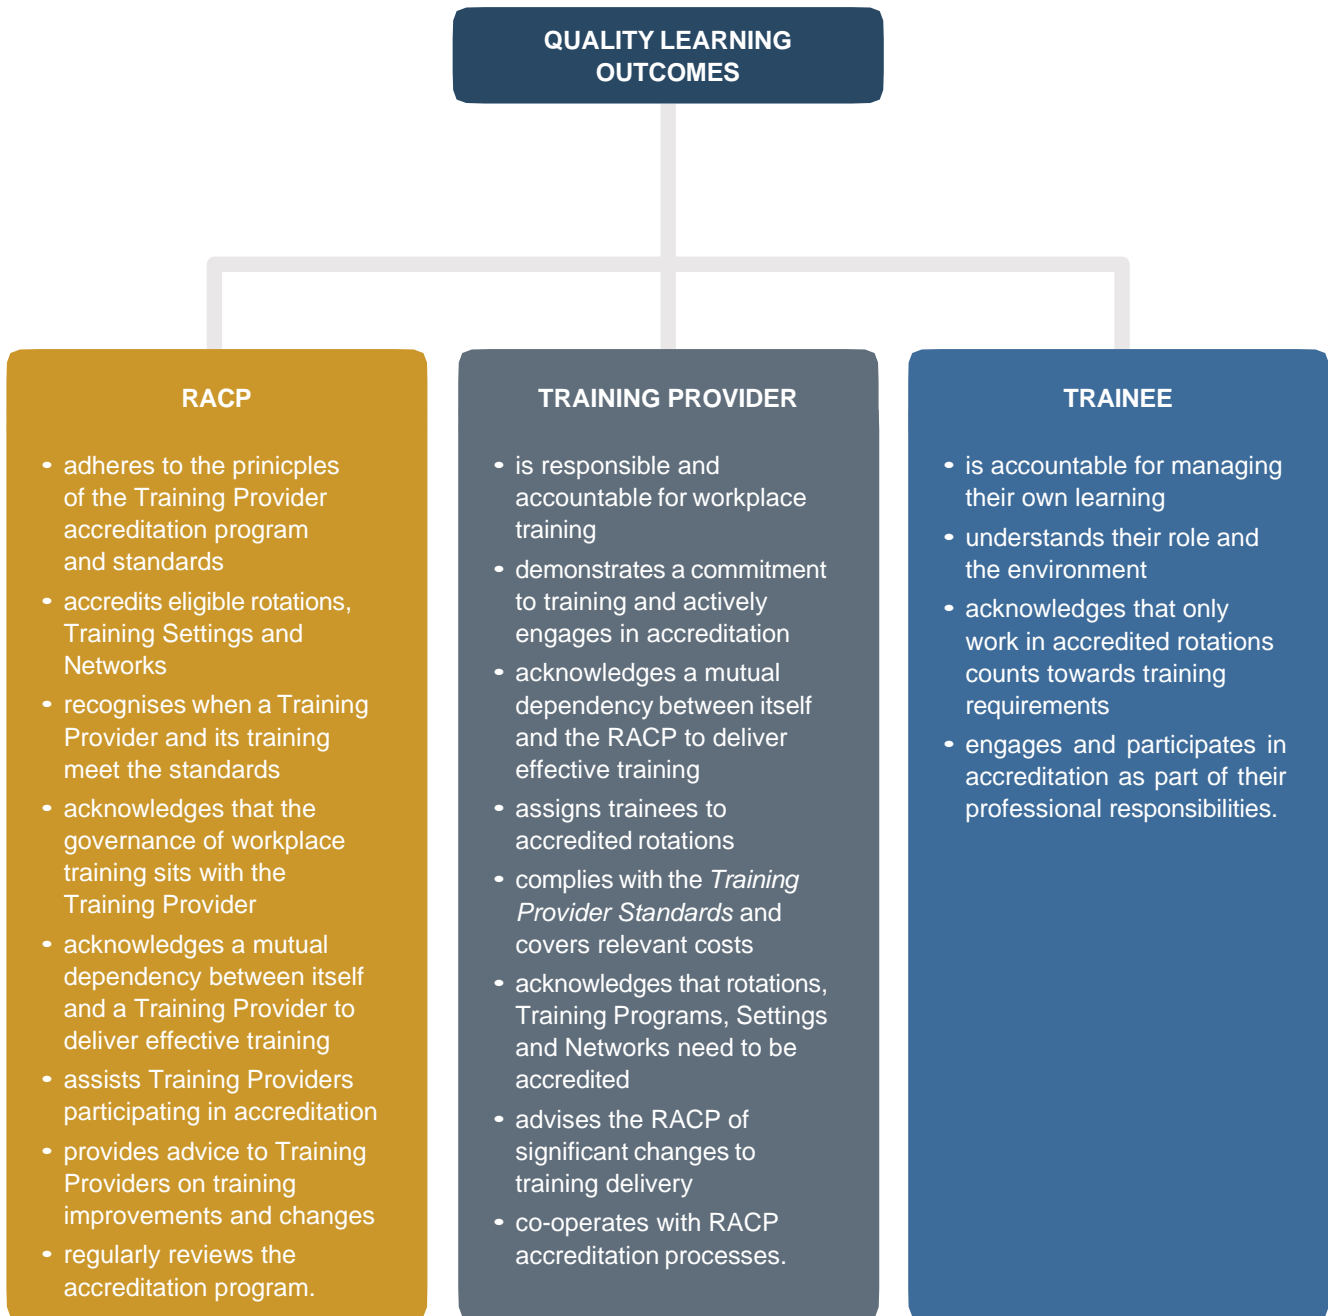 QUALITY LEARNING
OUTCOMES
RACP
• adheres to the prinicples
of the Training Provider
accreditation program
and standards
• accredits eligible rotations,
Training Settings and
Networks
• recognises when a Training
Provider and its training
meet the standards
• acknowledges that the
governance of workplace
training sits with the
Training Provider
• acknowledges a mutual
dependency between itself
and a Training Provider to
deliver effective training
• assists Training Providers
participating in accreditation
• provides advice to Training
Providers on training
improvements and changes
• regularly reviews the
accreditation program.
TRAINING PROVIDER
• is responsible and
accountable for workplace
training
• demonstrates a commitment
to training and actively
engages in accreditation
• acknowledges a mutual
dependency between itself
and the RACP to deliver
effective training
• assigns trainees to
accredited rotations
• complies with the Training
Provider Standards and
covers relevant costs
• acknowledges that rotations,
Training Programs, Settings
and Networks need to be
accredited
• advises the RACP of
significant changes to
training delivery
• co-operates with RACP
accreditation processes.
TRAINEE
• is accountable for managing
their own learning
• understands their role and
the environment
• acknowledges that only
work in accredited rotations
counts towards training
requirements
• engages and participates in
accreditation as part of their
professional responsibilities.